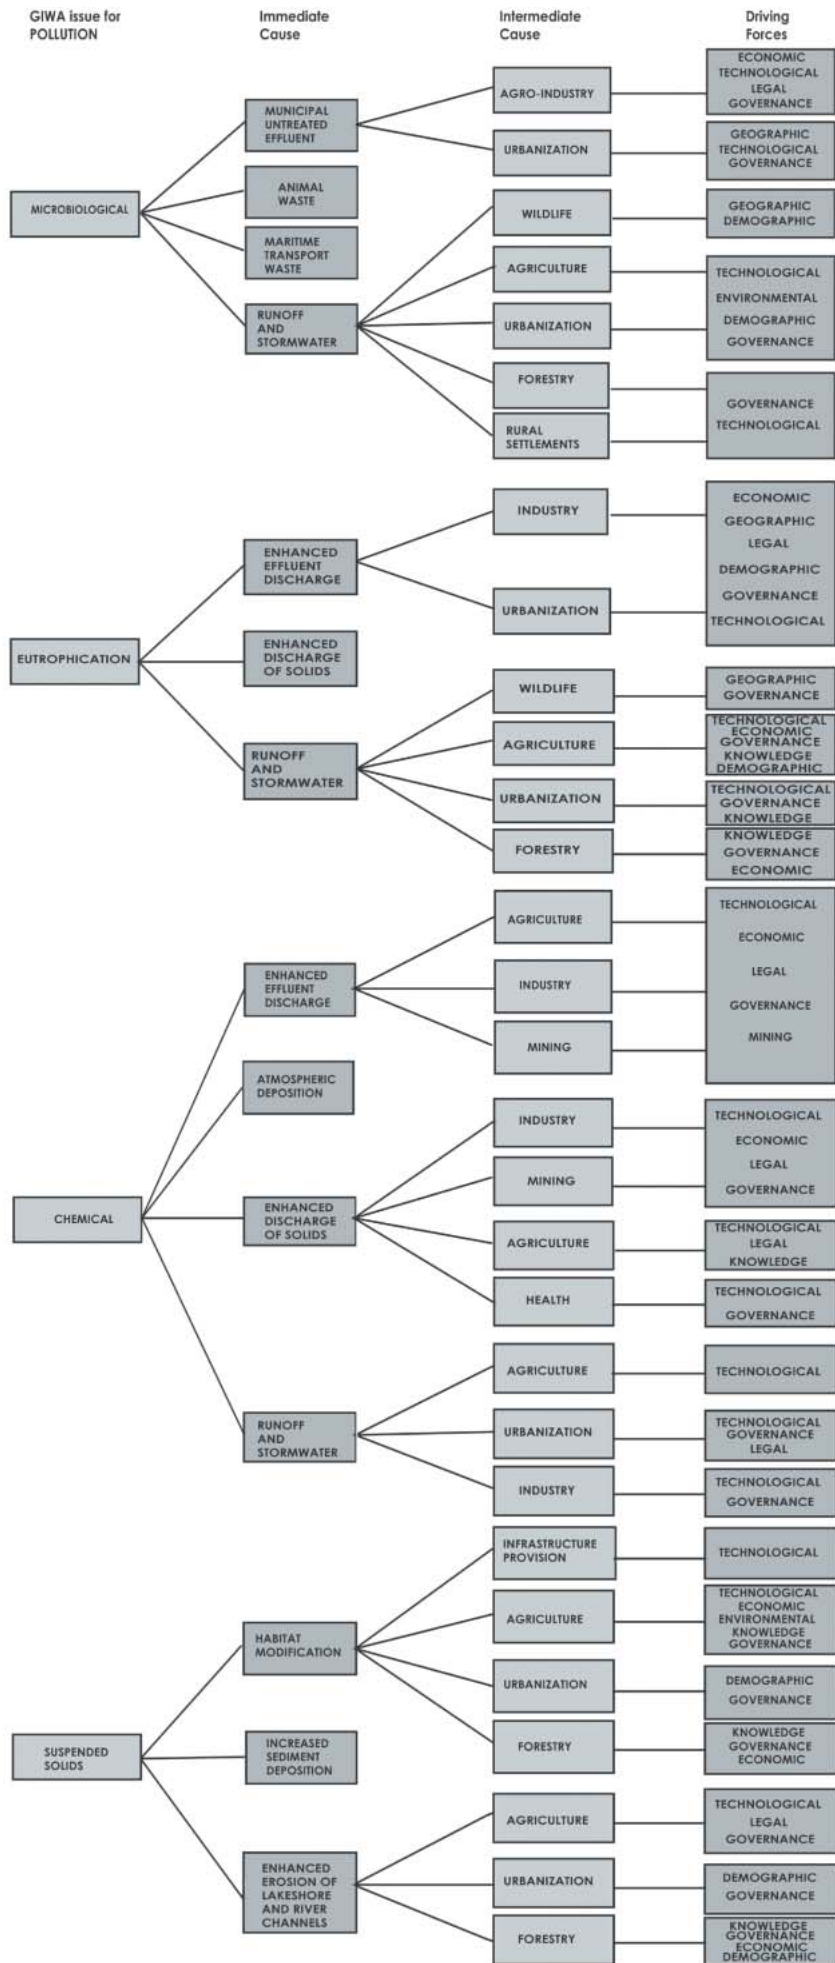 GIWA issue for
POLLUTION
Immediate
Cause
Intermediate
Cause
Driving
Forces
MICROBIOLOGICAL
MUNICIPAL
UNTREATED
EFFLUENT
AGRO-INDUSTRY
ECONOMIC
TECHNOLOGICAL
LEGAL
GOVERNANCE
URBANIZATION
GEOGRAPHIC
TECHNOLOGICAL
GOVERNANCE
ANIMAL
WASTE
MARITIME
TRANSPORT
WASTE
RUNOFF
AND
STORMWATER
WILDLIFE
GEOGRAPHIC
DEMOGRAPHIC
AGRICULTURE
URBANIZATION
TECHNOLOGICAL
ENVIRONMENTAL
DEMOGRAPHIC
GOVERNANCE
FORESTRY
RURAL
SETTLEMENTS
GOVERNANCE
TECHNOLOGICAL
EUTROPHICATION
ENHANCED
EFFLUENT
DISCHARGE
INDUSTRY
URBANIZATION
ECONOMIC
GEOGRAPHIC
LEGAL
DEMOGRAPHIC
GOVERNANCE
TECHNOLOGICAL
ENHANCED
DISCHARGE
OF SOLIDS
RUNOFF
AND
STORMWATER
WILDLIFE
GEOGRAPHIC
GOVERNANCE
AGRICULTURE
TECHNOLOGICAL
ECONOMIC
GOVERNANCE
KNOWLEDGE
DEMOGRAPHIC
URBANIZATION
TECHNOLOGICAL
GOVERNANCE
KNOWLEDGE
FORESTRY
KNOWLEDGE
GOVERNANCE
ECONOMIC
CHEMICAL
ENHANCED
EFFLUENT
DISCHARGE
AGRICULTURE
INDUSTRY
MINING
TECHNOLOGICAL
ECONOMIC
LEGAL
GOVERNANCE
MINING
ATMOSPHERIC
DEPOSITION
ENHANCED
DISCHARGE
OF SOLIDS
INDUSTRY
MINING
TECHNOLOGICAL
ECONOMIC
LEGAL
GOVERNANCE
AGRICULTURE
TECHNOLOGICAL
LEGAL
KNOWLEDGE
HEALTH
TECHNOLOGICAL
GOVERNANCE
RUNOFF
AND
STORMWATER
AGRICULTURE
TECHNOLOGICAL
URBANIZATION
TECHNOLOGICAL
GOVERNANCE
LEGAL
INDUSTRY
TECHNOLOGICAL
GOVERNANCE
SUSPENDED
SOLIDS
HABITAT
MODIFICATION
INFRASTRUCTURE
PROVISION
TECHNOLOGICAL
AGRICULTURE
TECHNOLOGICAL
ECONOMIC
ENVIRONMENTAL
KNOWLEDGE
GOVERNANCE
URBANIZATION
DEMOGRAPHIC
GOVERNANCE
FORESTRY
KNOWLEDGE
GOVERNANCE
ECONOMIC
INCREASED
SEDIMENT
DEPOSITION
ENHANCED
EROSION OF
LAKESHORE
AND RIVER
CHANNELS
AGRICULTURE
TECHNOLOGICAL
LEGAL
GOVERNANCE
URBANIZATION
DEMOGRAPHIC
GOVERNANCE
FORESTRY
KNOWLEDGE
GOVERNANCE
ECONOMIC
DEMOGRAPHIC